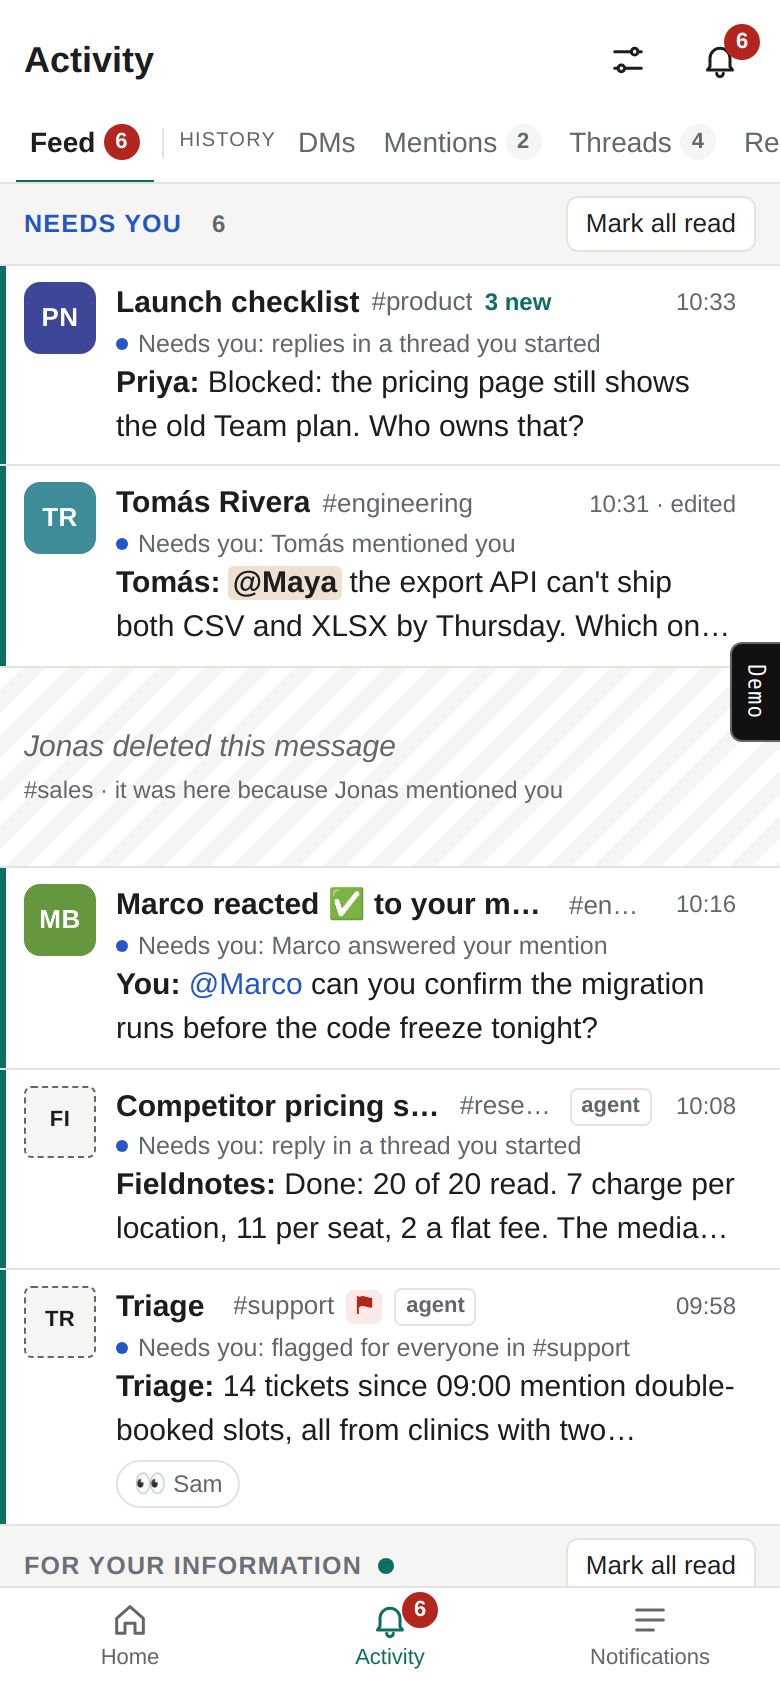 Activity
6
Feed 6
HISTORY
DMs
Mentions 2
Threads 4
Re
NEEDS YOU 6
Mark all read
PN
Launch checklist #product 3 new 10:33
Needs you: replies in a thread you started
Priya: Blocked: the pricing page still shows
the old Team plan. Who owns that?
TR
Tomás Rivera #engineering 10:31 · edited
Needs you: Tomás mentioned you
Tomás: @Maya the export API can't ship
both CSV and XLSX by Thursday. Which on…
Demo
Jonas deleted this message
#sales · it was here because Jonas mentioned you
MB
Marco reacted ✅ to your m… #en… 10:16
Needs you: Marco answered your mention
You: @Marco can you confirm the migration
runs before the code freeze tonight?
FI
Competitor pricing s… #rese… agent 10:08
Needs you: reply in a thread you started
Fieldnotes: Done: 20 of 20 read. 7 charge per
location, 11 per seat, 2 a flat fee. The media…
TR
Triage #support agent 09:58
Needs you: flagged for everyone in #support
Triage: 14 tickets since 09:00 mention double-
booked slots, all from clinics with two…
👀 Sam
FOR YOUR INFORMATION
Mark all read
6
Home
Activity
Notifications